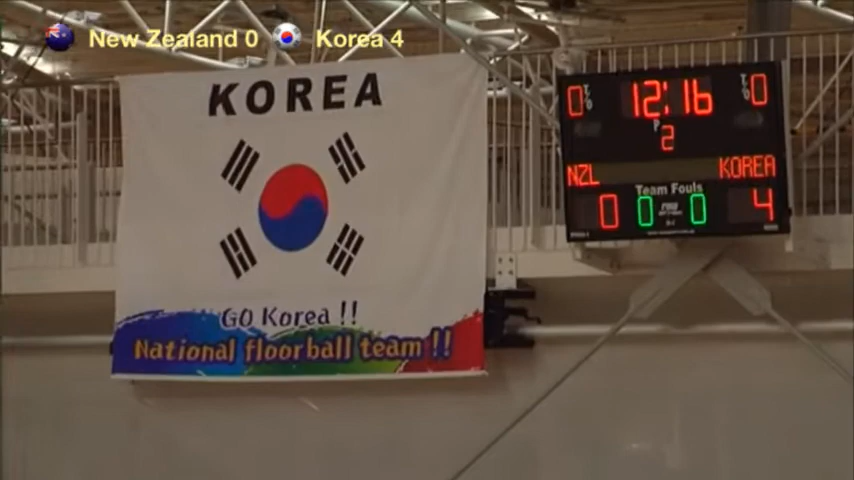 New Zealand 0 Korea 4
KOREA
GO Korea !!
National floorball team !!
0 12:16 0
P
2
NZL KOREA
Team Fouls
0 0 0 4